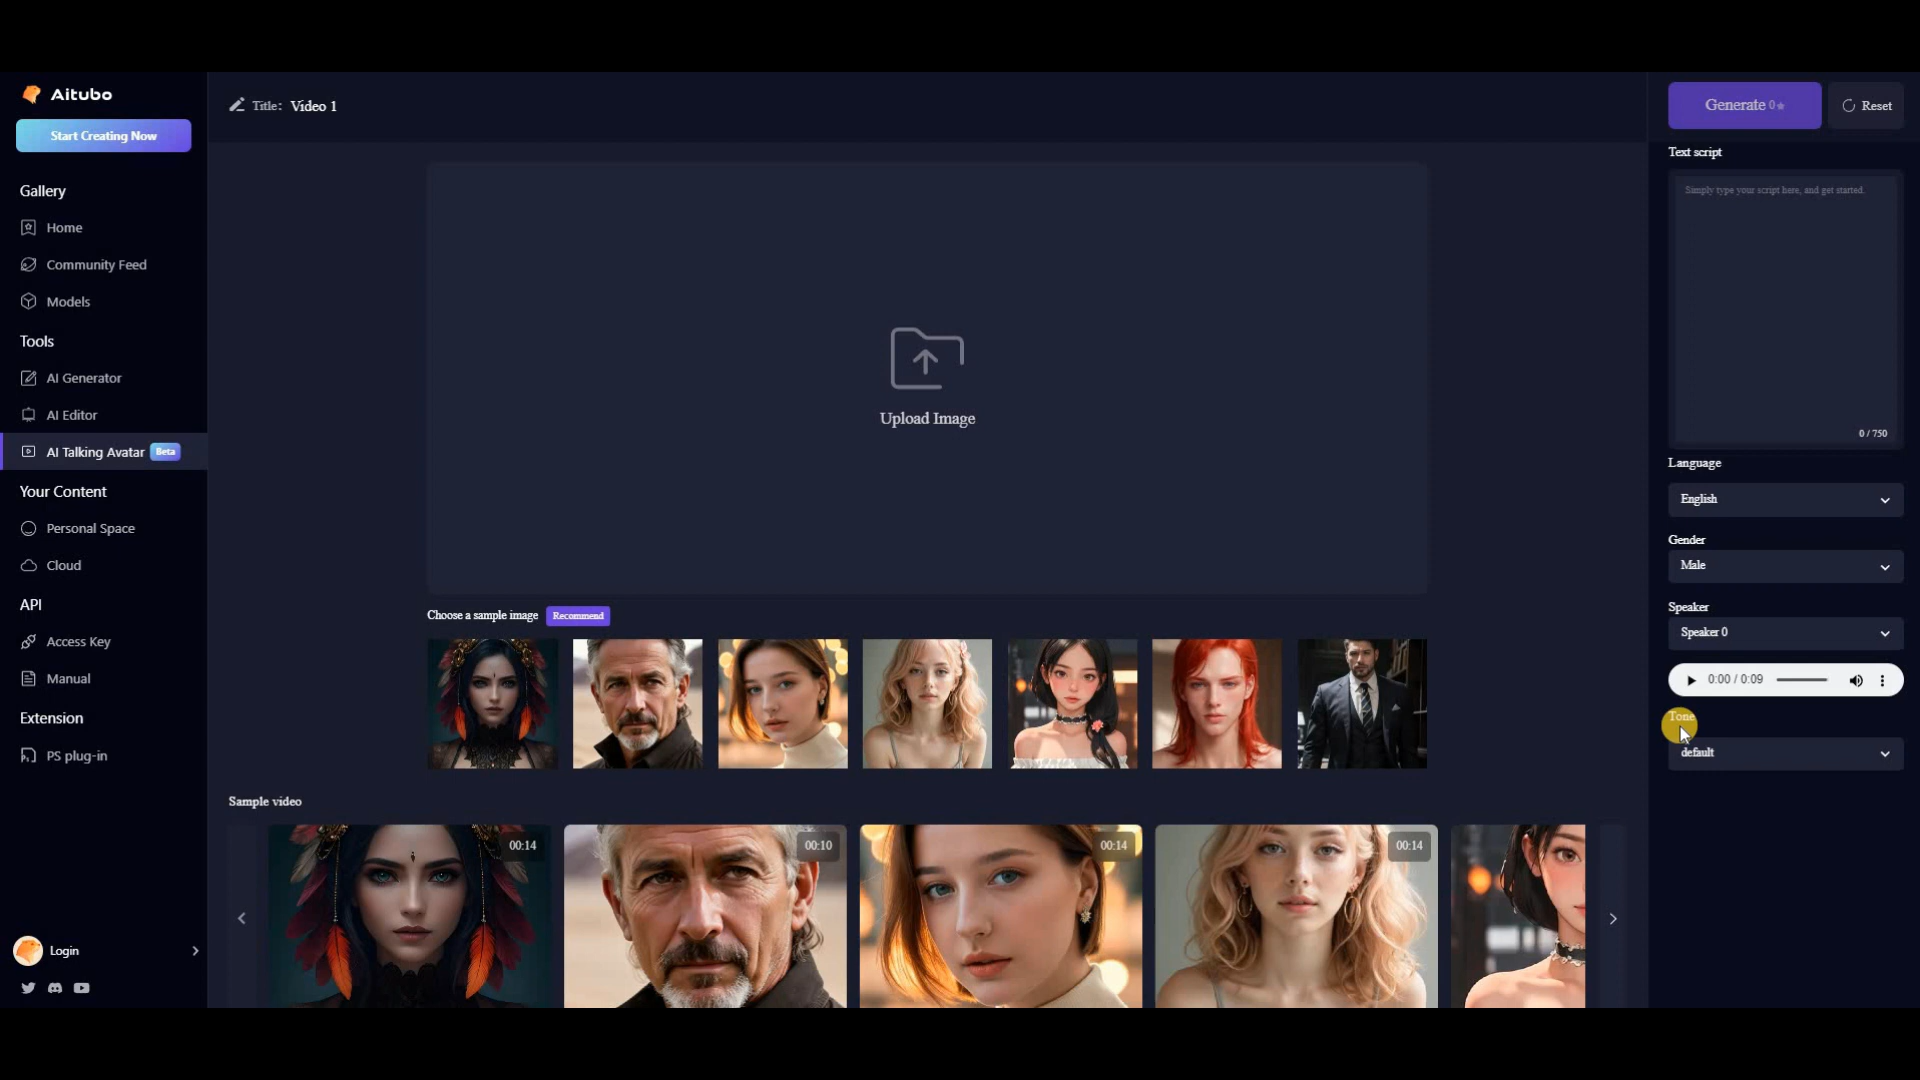 Aitubo
Start Creating Now
Gallery
Home
Community Feed
Models
Tools
AI Generator
AI Editor
AI Talking Avatar Beta
Your Content
Personal Space
Cloud
API
Access Key
Manual
Extension
PS plug-in
Login
Title: Video 1
Upload Image
Choose a sample image Recommend
Sample video
00:14
00:10
00:14
00:14
Generate 0
Reset
Text script
Simply type your script here, and get started.
0 / 750
Language
English
Gender
Male
Speaker
Speaker 0
0:00 / 0:09
Tone
default